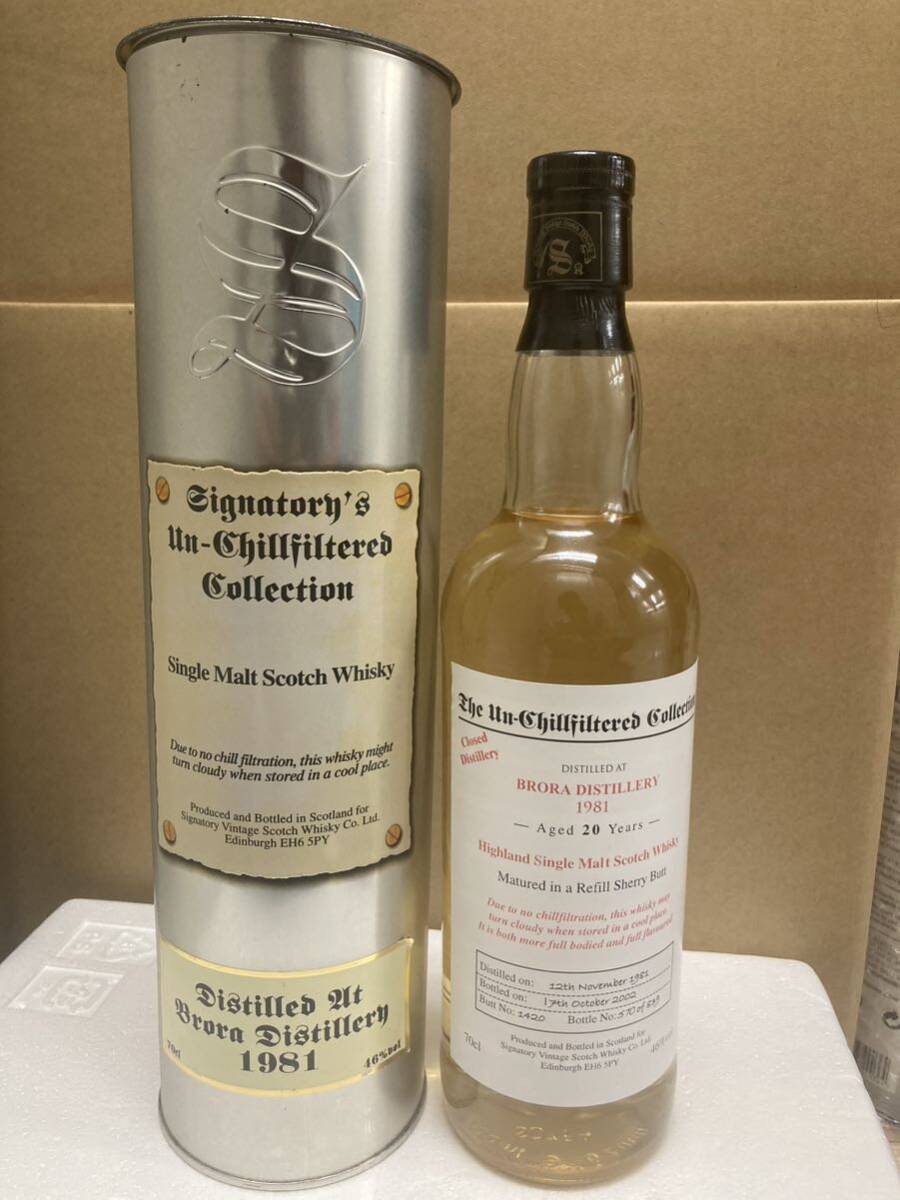 Signatory's
Un-Chillfiltered
Collection
Single Malt Scotch Whisky
Due to no chill filtration, this whisky might
turn cloudy when stored in a cool place.
Produced and Bottled in Scotland for
Signatory Vintage Scotch Whisky Co. Ltd.
Edinburgh EH6 5PY
Distilled At
Brora Distillery
1981
70cl
46%vol
S
The Un-Chillfiltered Collection
Closed
Distillery
DISTILLED AT
BRORA DISTILLERY
1981
— Aged 20 Years —
Highland Single Malt Scotch Whisky
Matured in a Refill Sherry Butt
Due to no chillfiltration, this whisky may
turn cloudy when stored in a cool place.
It is both more full bodied and full flavoured
Distilled on: 12th November 1981
Bottled on: 17th October 2002
Butt No: 1420 Bottle No: 570 of 839
Produced and Bottled in Scotland for
Signatory Vintage Scotch Whisky Co. Ltd.
Edinburgh EH6 5PY
70cl